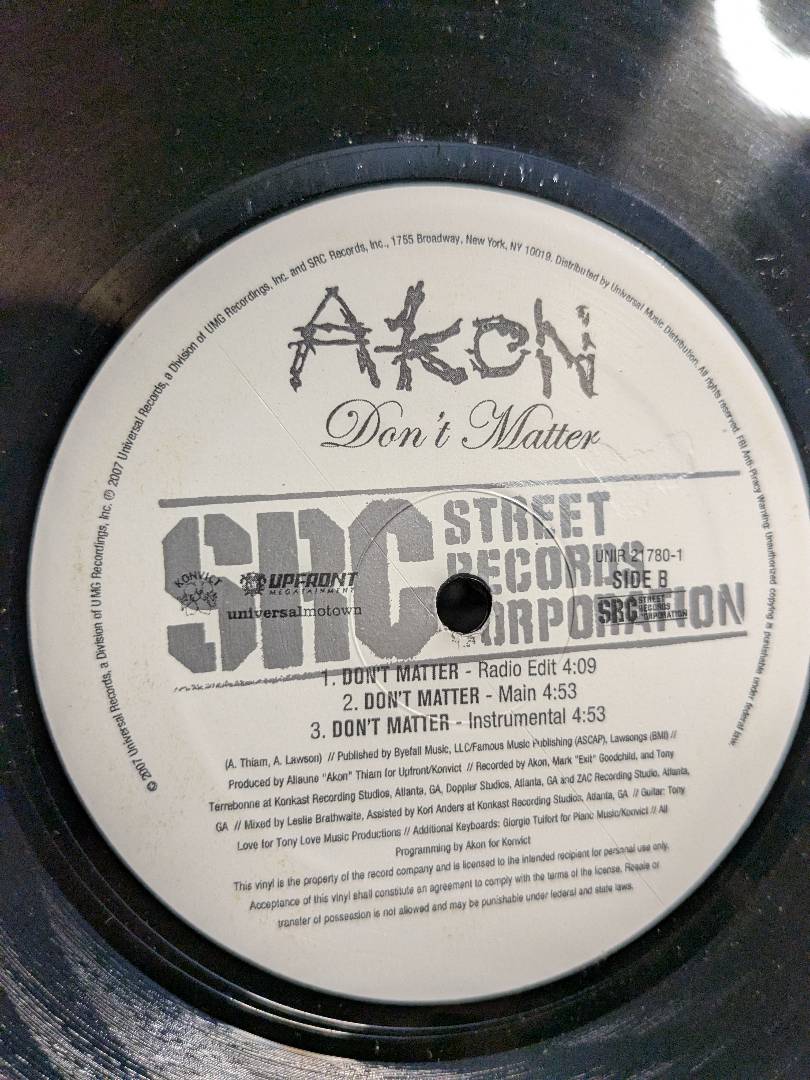 ℗ 2007 Universal Records, a Division of UMG Recordings, Inc. © 2007 Universal Records, a Division of UMG Recordings, Inc. and SRC Records, Inc., 1755 Broadway, New York, NY 10019. Distributed by Universal Music Distribution. All rights reserved. FBI Anti-Piracy Warning: Unauthorized copying is punishable under federal law.
AKON
Don't Matter
SRC STREET
RECORDS
CORPORATION
KONVICT
UPFRONT
MEGATAINMENT
universalmotown
UNIR 21780-1
SIDE B
SRC STREET
RECORDS
CORPORATION
1. DON'T MATTER - Radio Edit 4:09
2. DON'T MATTER - Main 4:53
3. DON'T MATTER - Instrumental 4:53
(A. Thiam, A. Lawson) // Published by Byefall Music, LLC/Famous Music Publishing (ASCAP), Lawsongs (BMI) //
Produced by Aliaune "Akon" Thiam for Upfront/Konvict // Recorded by Akon, Mark "Exit" Goodchild, and Tony
Terrebonne at Konkast Recording Studios, Atlanta, GA, Doppler Studios, Atlanta, GA and ZAC Recording Studio, Atlanta,
GA // Mixed by Leslie Brathwaite, Assisted by Kori Anders at Konkast Recording Studios, Atlanta, GA // Guitar: Tony
Love for Tony Love Music Productions // Additional Keyboards: Giorgio Tuifort for Piano Music/Konvict // All
Programming by Akon for Konvict
This vinyl is the property of the record company and is licensed to the intended recipient for personal use only.
Acceptance of this vinyl shall constitute an agreement to comply with the terms of the license. Resale or
transfer of possession is not allowed and may be punishable under federal and state laws.